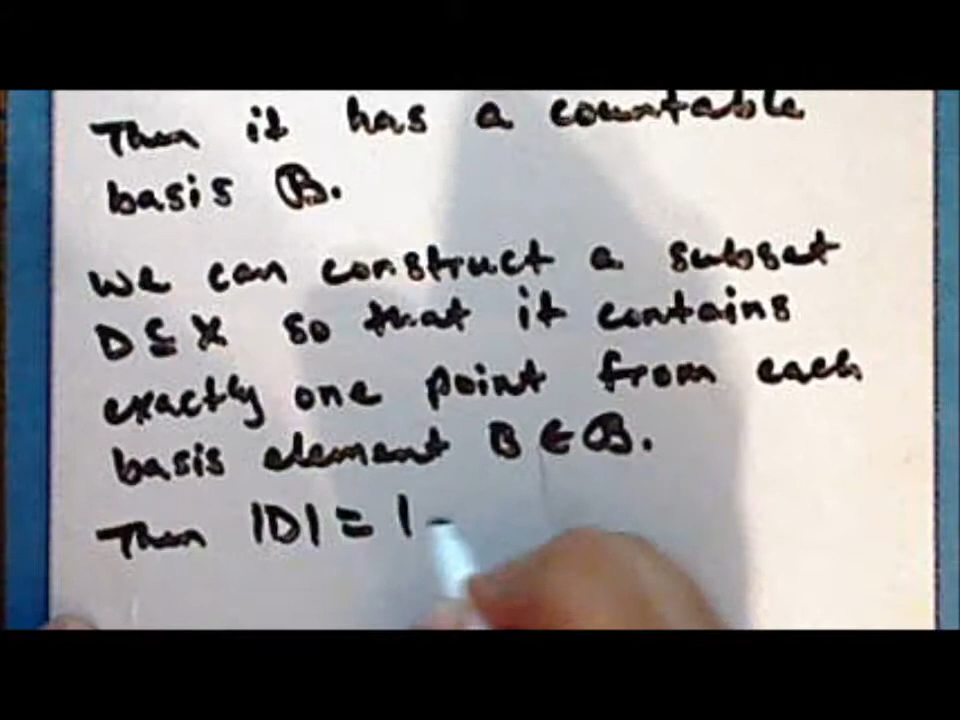 Then it has a countable
basis B.
We can construct a subset
D ⊆ X so that it contains
exactly one point from each
basis element B ∈ B.
Then |D| = |